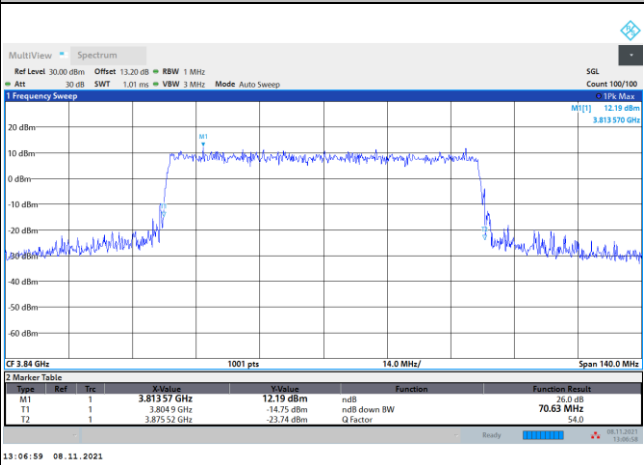 MultiView Spectrum
Ref Level 30.00 dBm Offset 13.20 dB RBW 1 MHz SGL
Att 30 dB SWT 1.01 ms VBW 3 MHz Mode Auto Sweep Count 100/100
1 Frequency Sweep 1Pk Max
M1[1] 12.19 dBm
3.813 570 GHz
20 dBm
M1
10 dBm
0 dBm
-10 dBm
-20 dBm
-30 dBm
-40 dBm
-50 dBm
-60 dBm
CF 3.84 GHz 1001 pts 14.0 MHz/ Span 140.0 MHz
2 Marker Table
Type Ref Trc X-Value Y-Value Function Function Result
M1 1 3.813 57 GHz 12.19 dBm ndB 26.0 dB
T1 1 3.804 9 GHz -14.75 dBm ndB down BW 70.63 MHz
T2 1 3.875 52 GHz -23.74 dBm Q Factor 54.0
Ready 08.11.2021
13:06:58
13:06:59 08.11.2021